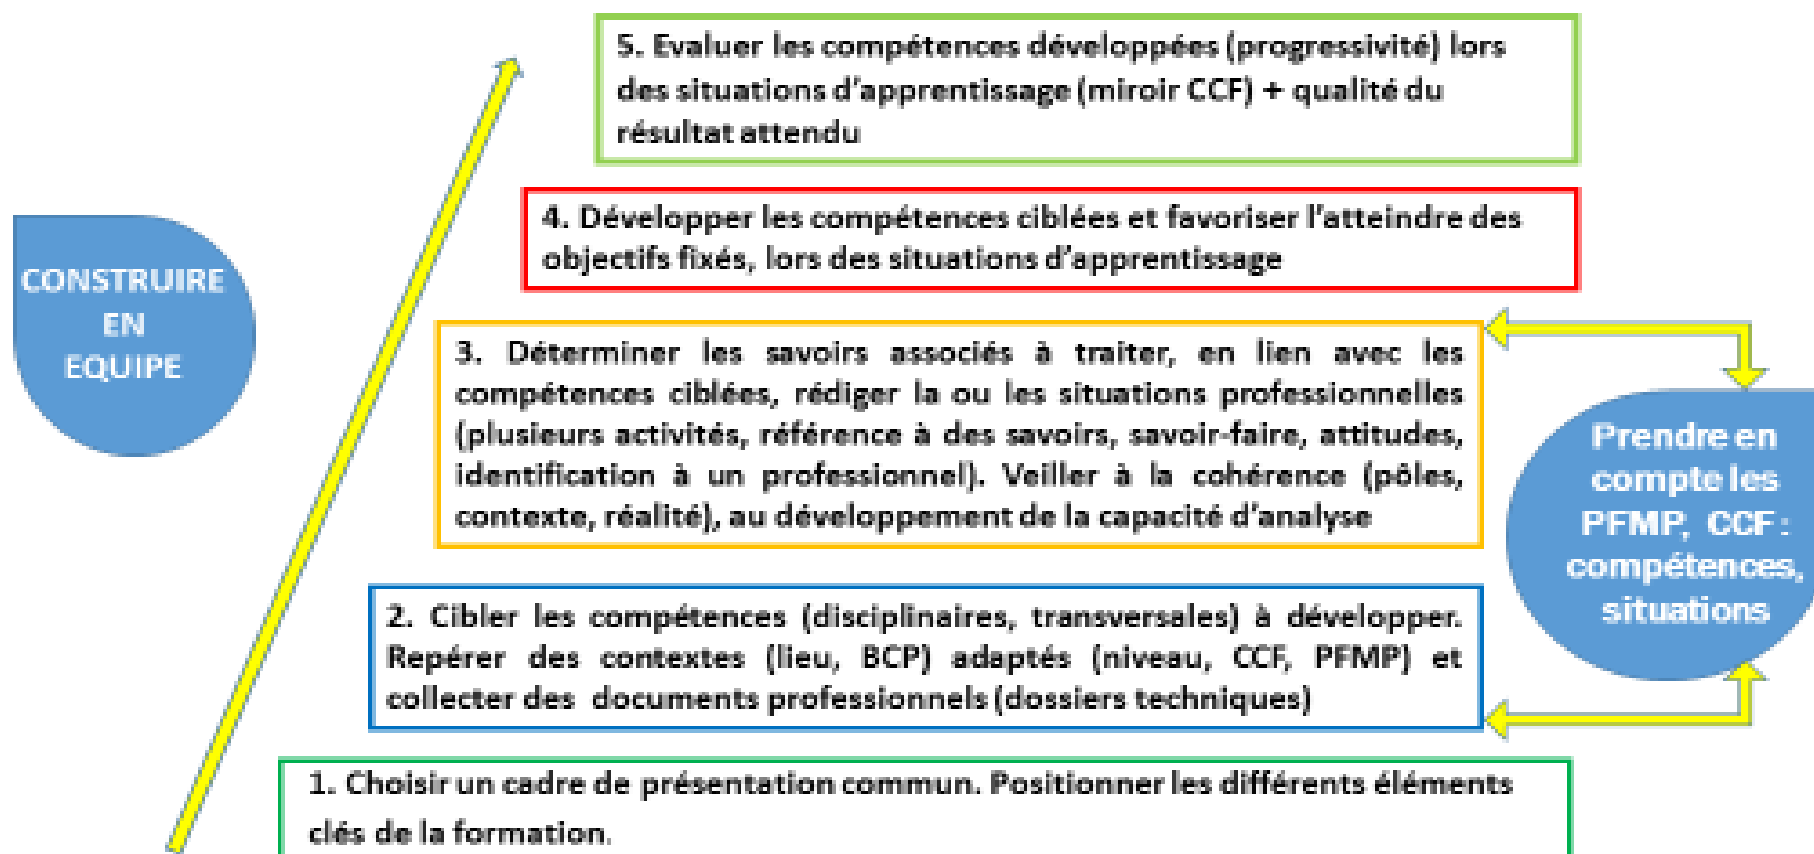 5. Evaluer les compétences développées (progressivité) lors
des situations d'apprentissage (miroir CCF) + qualité du
résultat attendu
4. Développer les compétences ciblées et favoriser l'atteindre des
objectifs fixés, lors des situations d'apprentissage
CONSTRUIRE
EN
EQUIPE
3. Déterminer les savoirs associés à traiter, en lien avec les
compétences ciblées, rédiger la ou les situations professionnelles
(plusieurs activités, référence à des savoirs, savoir-faire, attitudes,
identification à un professionnel). Veiller à la cohérence (pôles,
contexte, réalité), au développement de la capacité d'analyse
Prendre en
compte les
PFMP, CCF :
compétences,
situations
2. Cibler les compétences (disciplinaires, transversales) à développer.
Repérer des contextes (lieu, BCP) adaptés (niveau, CCF, PFMP) et
collecter des documents professionnels (dossiers techniques)
1. Choisir un cadre de présentation commun. Positionner les différents éléments
clés de la formation.